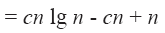 = cn lg n - cn + n